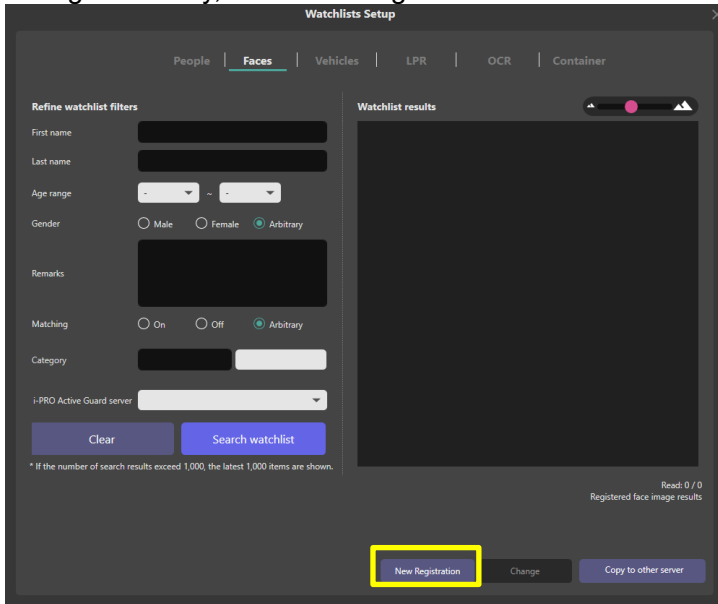 Watchlists Setup
People | Faces | Vehicles | LPR | OCR | Container
Refine watchlist filters
Watchlist results
First name
Last name
Age range - ~ -
Gender Male Female Arbitrary
Remarks
Matching On Off Arbitrary
Category
i-PRO Active Guard server
Clear Search watchlist
* If the number of search results exceed 1,000, the latest 1,000 items are shown.
Read: 0 / 0
Registered face image results
New Registration Change Copy to other server